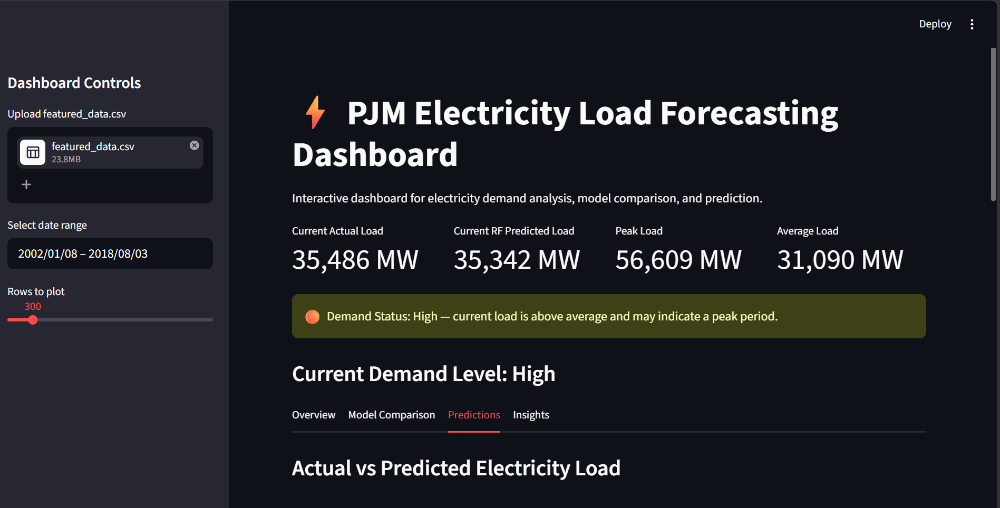 Deploy
Dashboard Controls
Upload featured_data.csv
featured_data.csv
23.8MB
Select date range
2002/01/08 – 2018/08/03
Rows to plot
300
PJM Electricity Load Forecasting
Dashboard
Interactive dashboard for electricity demand analysis, model comparison, and prediction.
Current Actual Load
35,486 MW
Current RF Predicted Load
35,342 MW
Peak Load
56,609 MW
Average Load
31,090 MW
Demand Status: High — current load is above average and may indicate a peak period.
Current Demand Level: High
Overview Model Comparison Predictions Insights
Actual vs Predicted Electricity Load